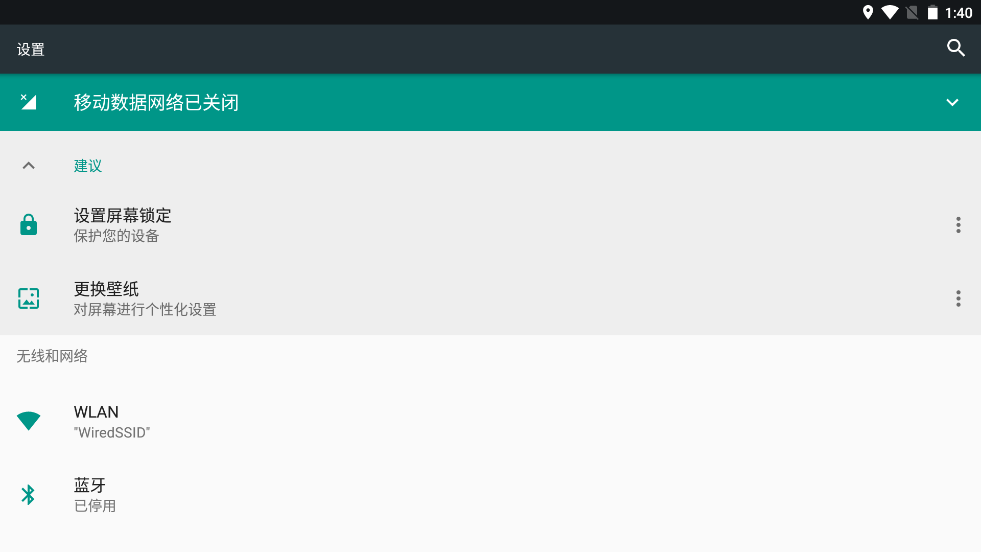 1:40
设置
移动数据网络已关闭
建议
设置屏幕锁定
保护您的设备
更换壁纸
对屏幕进行个性化设置
无线和网络
WLAN
"WiredSSID"
蓝牙
已停用